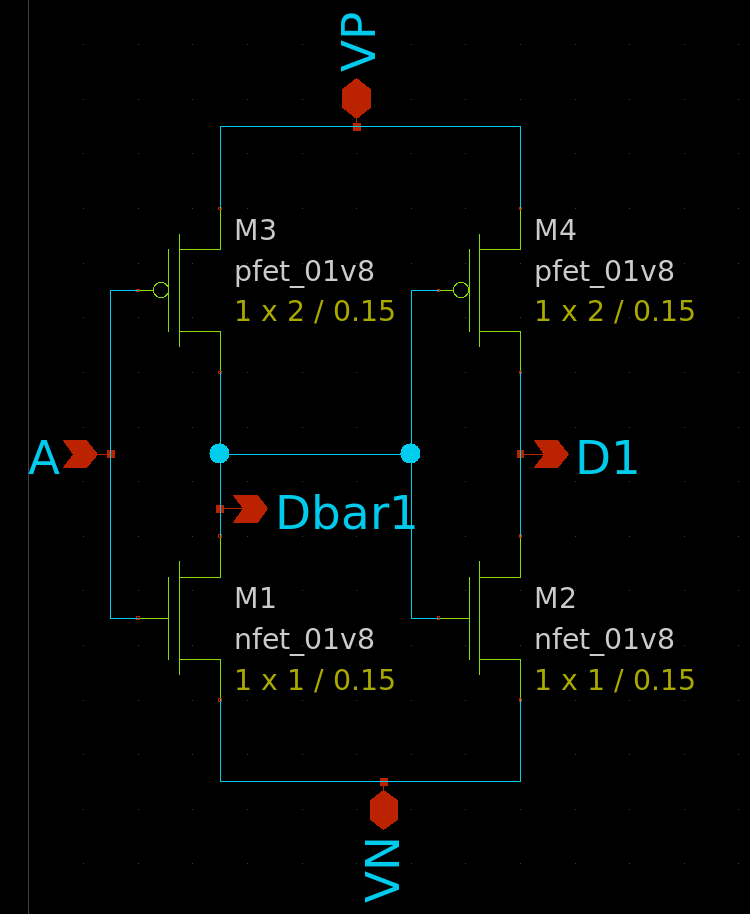 VP
M3
pfet_01v8
1 x 2 / 0.15
M4
pfet_01v8
1 x 2 / 0.15
A
D1
Dbar1
M1
nfet_01v8
1 x 1 / 0.15
M2
nfet_01v8
1 x 1 / 0.15
VN